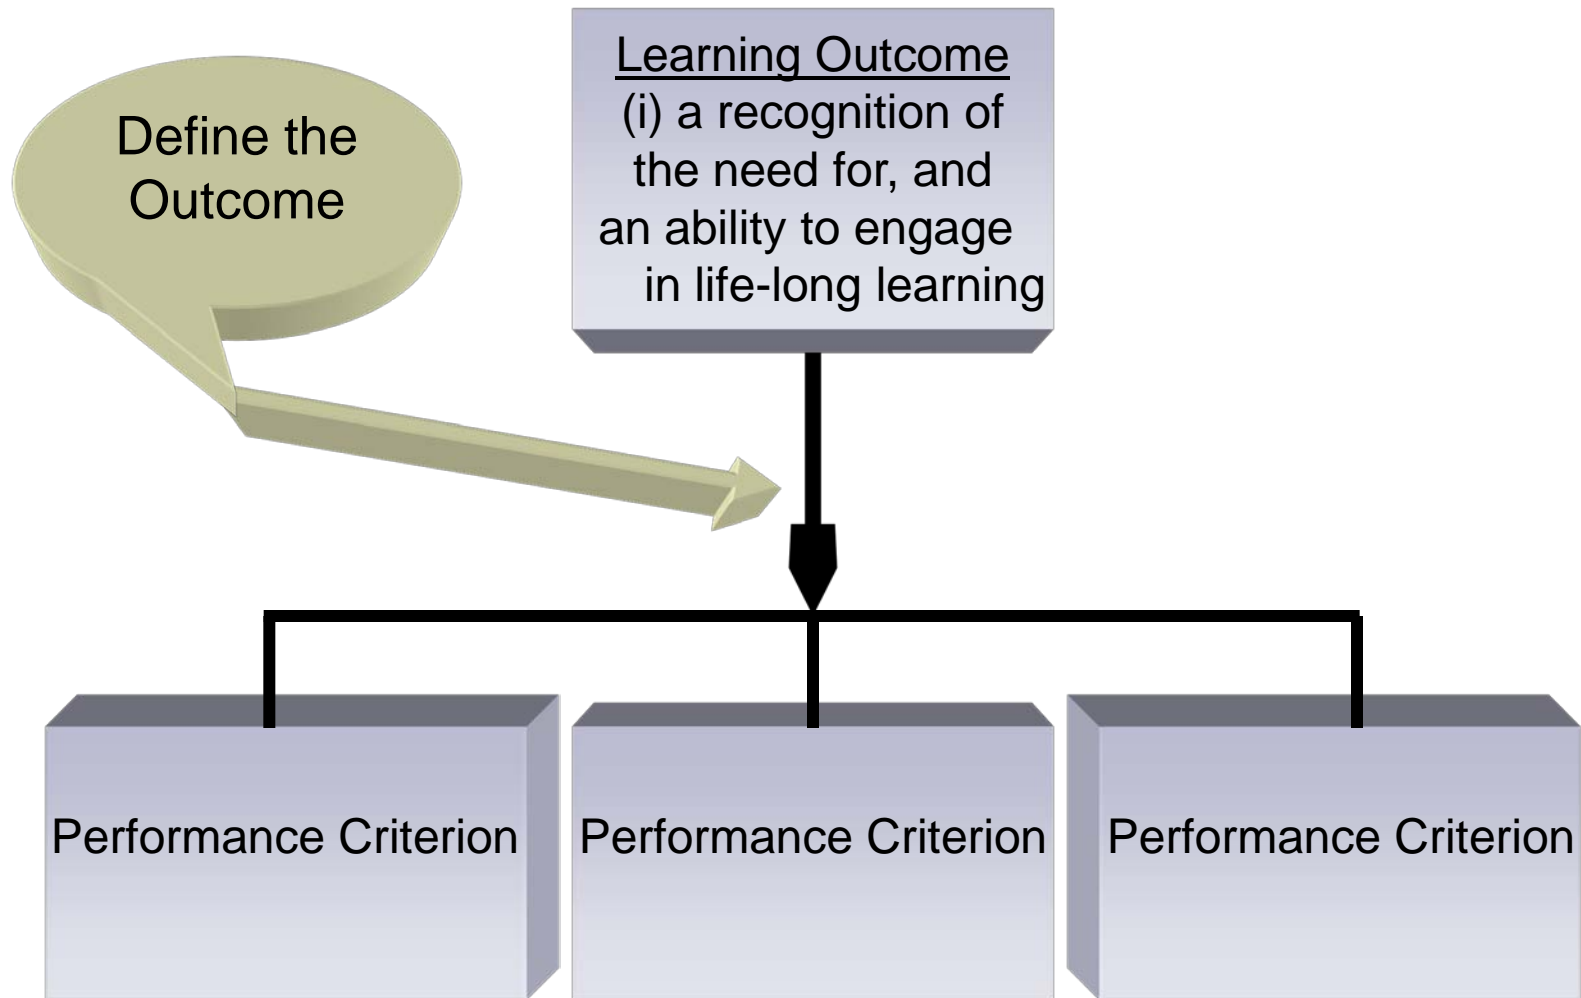 Define the
Outcome
Learning Outcome
(i) a recognition of
the need for, and
an ability to engage
in life-long learning
Performance Criterion
Performance Criterion
Performance Criterion